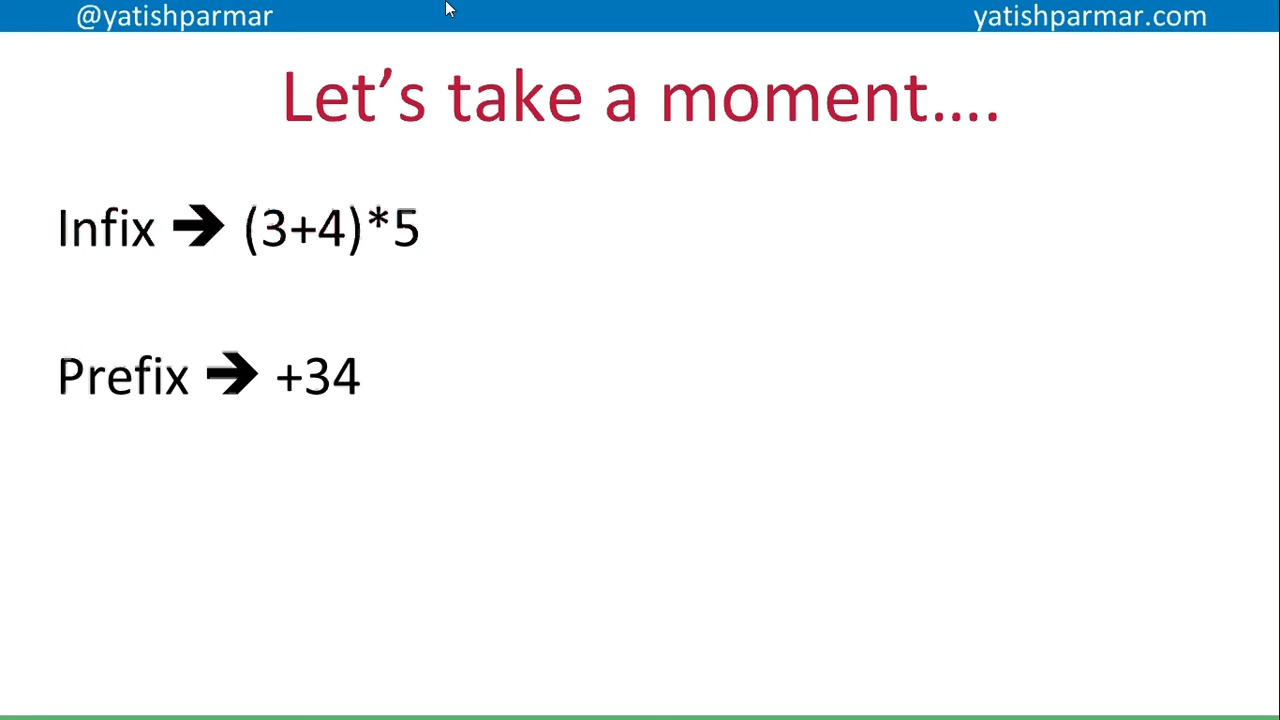 @yatishparmar yatishparmar.com
Let’s take a moment….
Infix 🡺 (3+4)*5
Prefix 🡺 +34